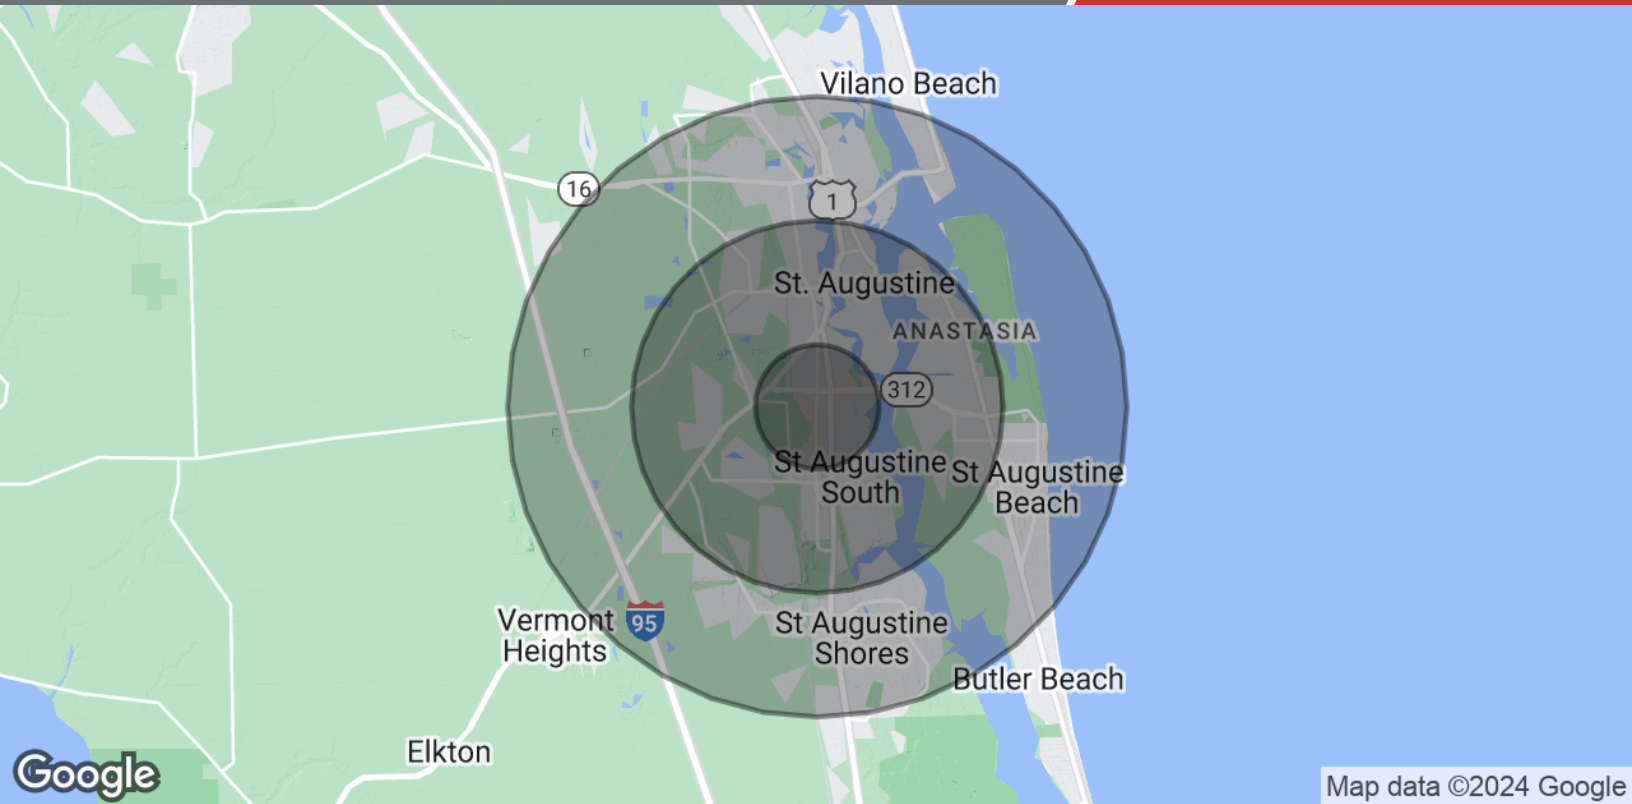 Vilano Beach
16
1
St. Augustine
ANASTASIA
312
St Augustine
South
St Augustine
Beach
Vermont
Heights
95
St Augustine
Shores
Butler Beach
Elkton
Google
Map data ©2024 Google